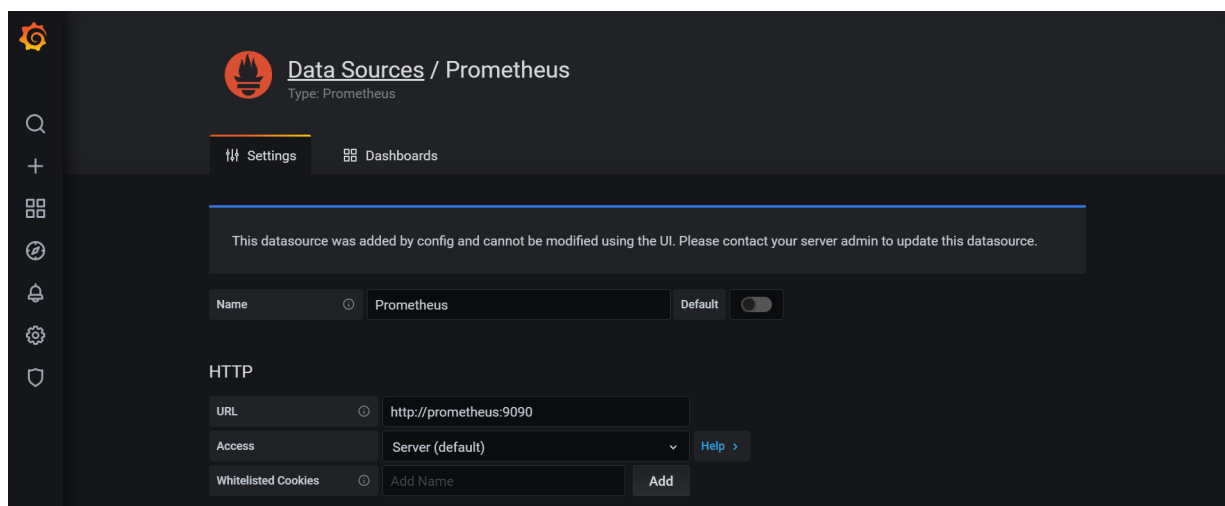 Data Sources / Prometheus
Type: Prometheus
Settings Dashboards
This datasource was added by config and cannot be modified using the UI. Please contact your server admin to update this datasource.
Name Prometheus Default
HTTP
URL http://prometheus:9090
Access Server (default) Help >
Whitelisted Cookies Add Name Add